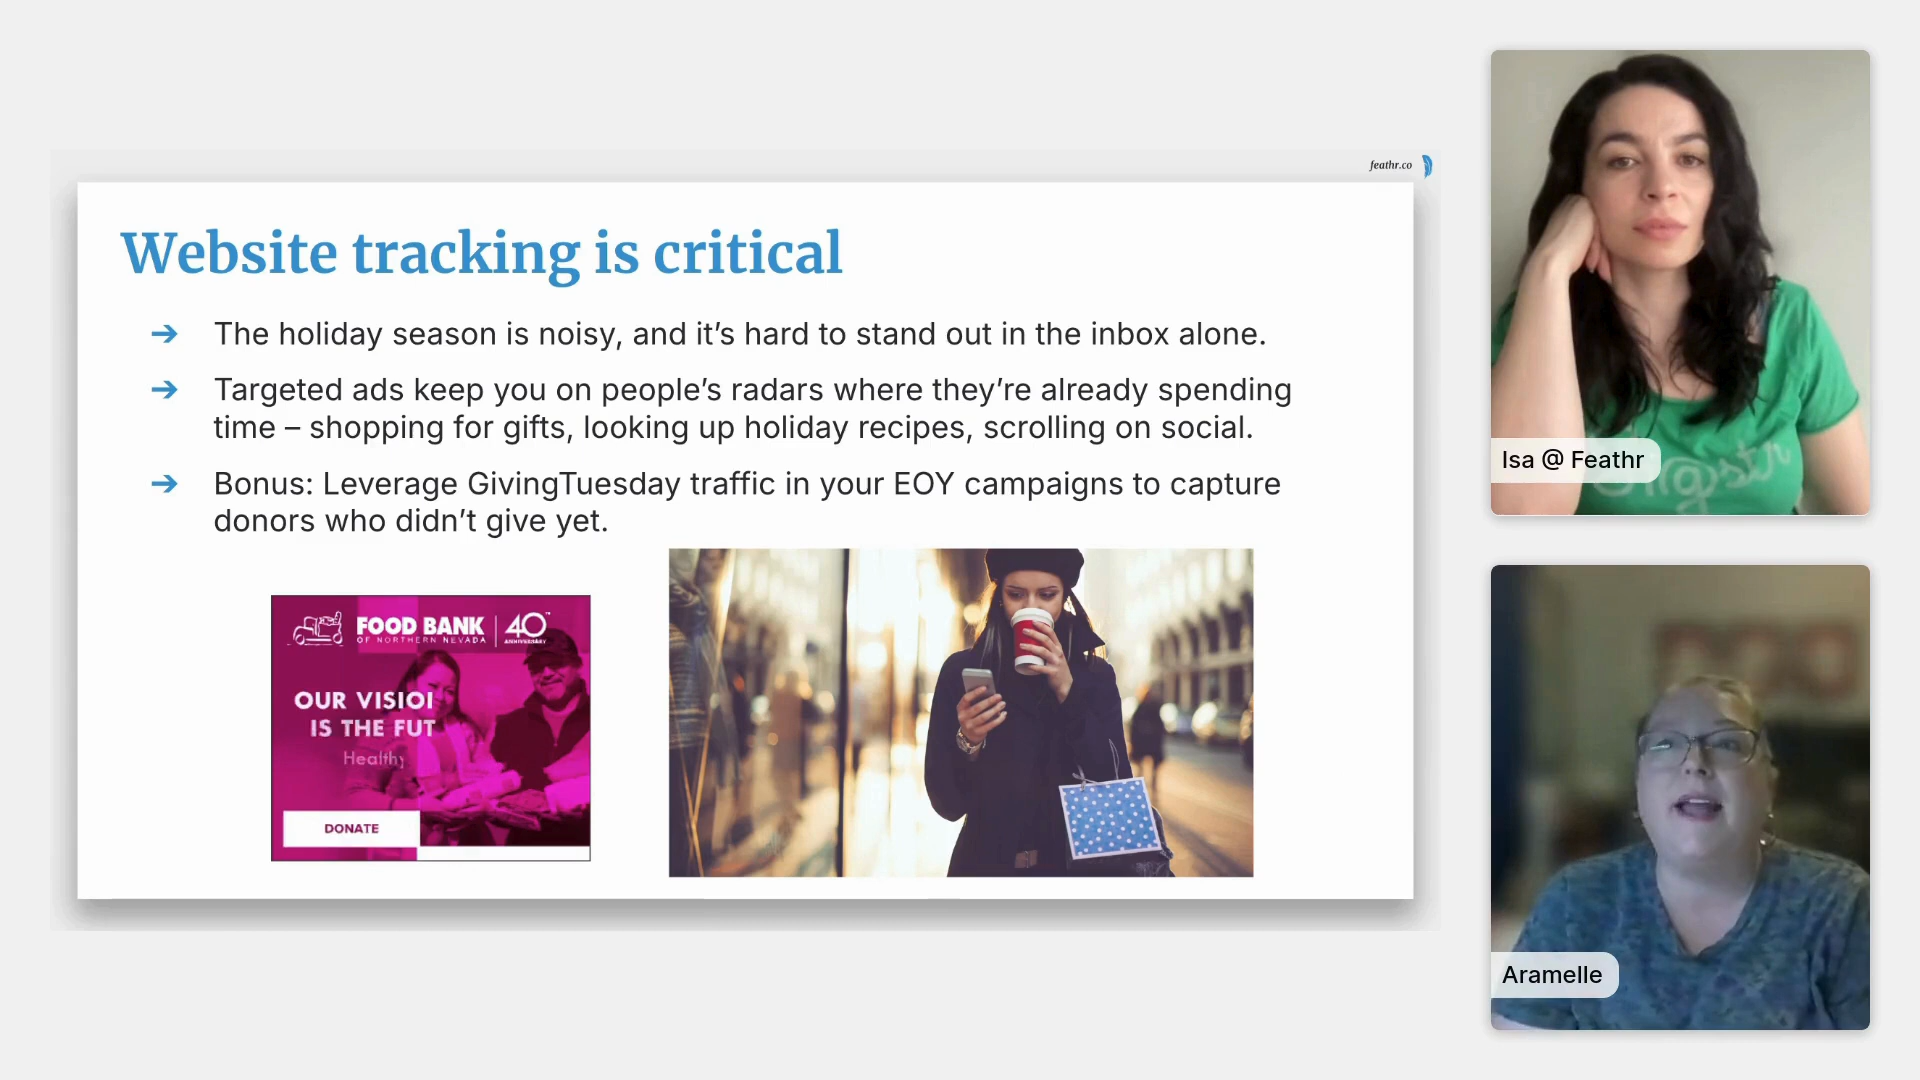 feathr.co
Website tracking is critical
➔ The holiday season is noisy, and it’s hard to stand out in the inbox alone.
➔ Targeted ads keep you on people’s radars where they’re already spending
time – shopping for gifts, looking up holiday recipes, scrolling on social.
➔ Bonus: Leverage GivingTuesday traffic in your EOY campaigns to capture
donors who didn’t give yet.
FOOD BANK | 40™
OF NORTHERN NEVADA ANNIVERSARY
OUR VISIO
IS THE FUT
Healthy
DONATE
Isa @ Feathr
Aramelle